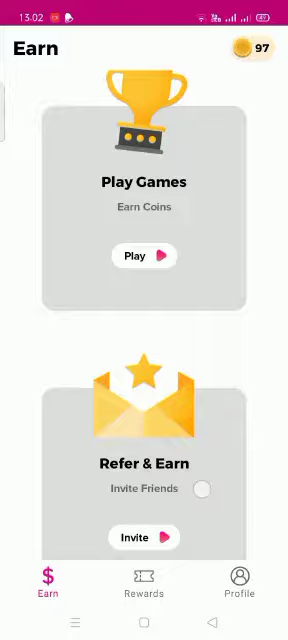 13.02
Earn
97
Play Games
Earn Coins
Play
Refer & Earn
Invite Friends
Invite
$
Earn
Rewards
Profile